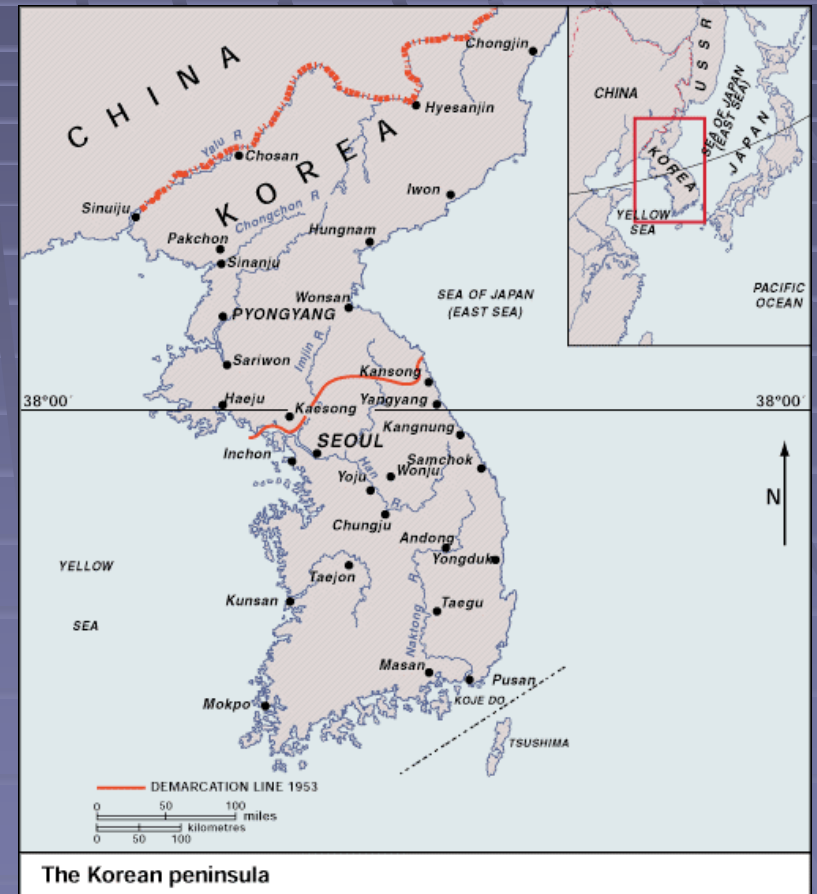 CHINA
KOREA
Chongjin
Hyesanjin
Yalu R
Chosan
Iwon
Sinuiju
Chongchon R
Pakchon
Hungnam
Sinanju
Wonsan
SEA OF JAPAN
(EAST SEA)
PYONGYANG
Imjin R
Sariwon
Kansong
Haeju
Yangyang
38°00′
38°00′
Kaesong
Kangnung
SEOUL
Inchon
Samchok
Han R
Wonju
Yoju
Chungju
Andong
Yongduk
YELLOW
SEA
Taejon
Kunsan
Taegu
Naktong R
Masan
Pusan
KOJE DO
Mokpo
TSUSHIMA
N
USSR
CHINA
SEA OF JAPAN
(EAST SEA)
JAPAN
KOREA
YELLOW
SEA
PACIFIC
OCEAN
DEMARCATION LINE 1953
0 50 100
miles
kilometres
0 50 100
The Korean peninsula